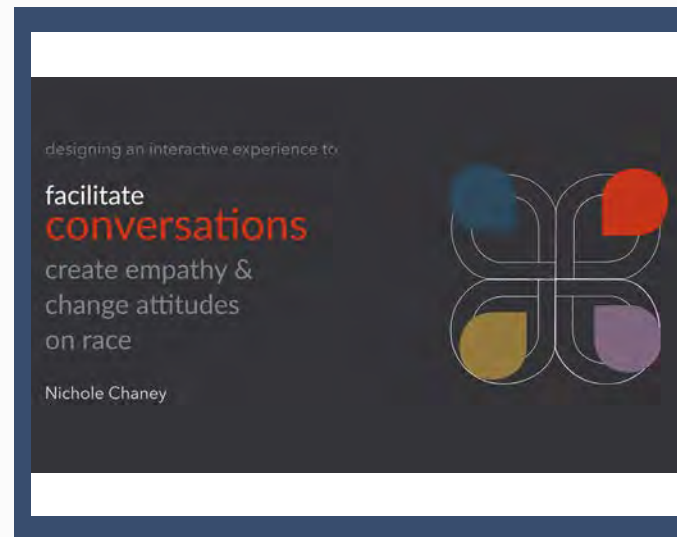 designing an interactive experience to
facilitate
conversations
create empathy &
change attitudes
on race
Nichole Chaney